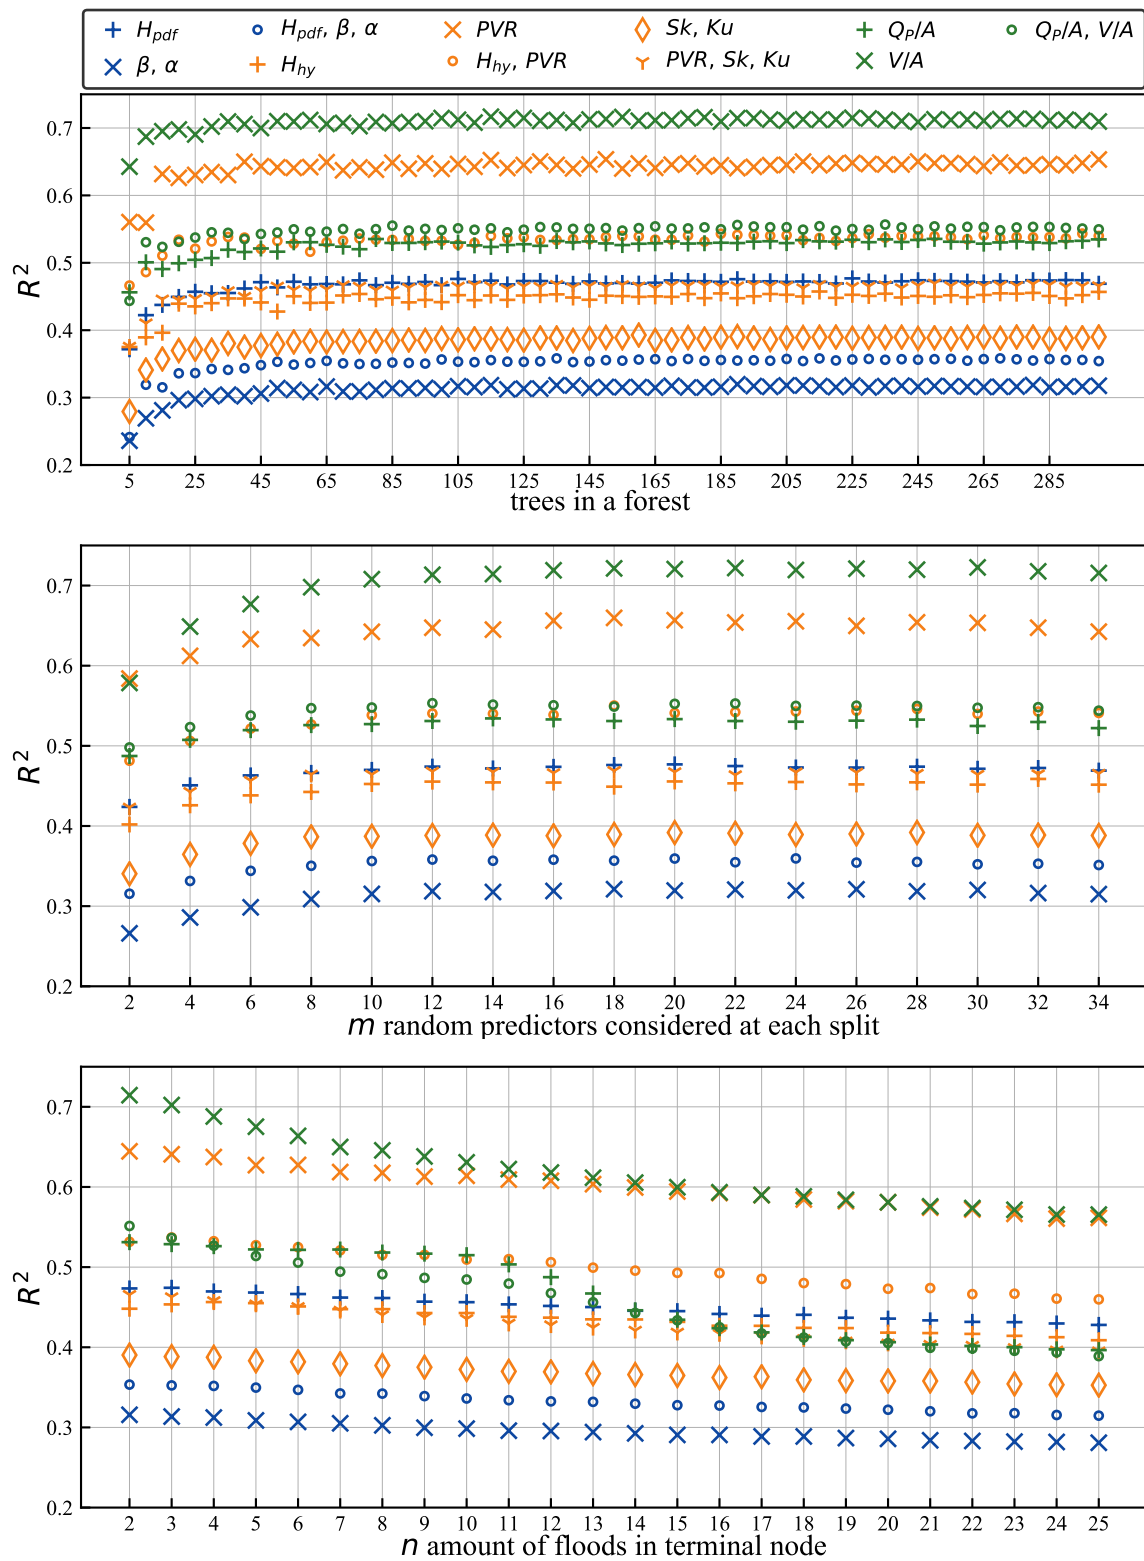 H_pdf H_pdf, β, α PVR Sk, Ku Q_P/A Q_P/A, V/A
β, α H_hy H_hy, PVR PVR, Sk, Ku V/A
0.7
0.6
0.5
0.4
0.3
0.2
R²
5 25 45 65 85 105 125 145 165 185 205 225 245 265 285
trees in a forest
0.7
0.6
0.5
0.4
0.3
0.2
R²
2 4 6 8 10 12 14 16 18 20 22 24 26 28 30 32 34
m random predictors considered at each split
0.7
0.6
0.5
0.4
0.3
0.2
R²
2 3 4 5 6 7 8 9 10 11 12 13 14 15 16 17 18 19 20 21 22 23 24 25
n amount of floods in terminal node